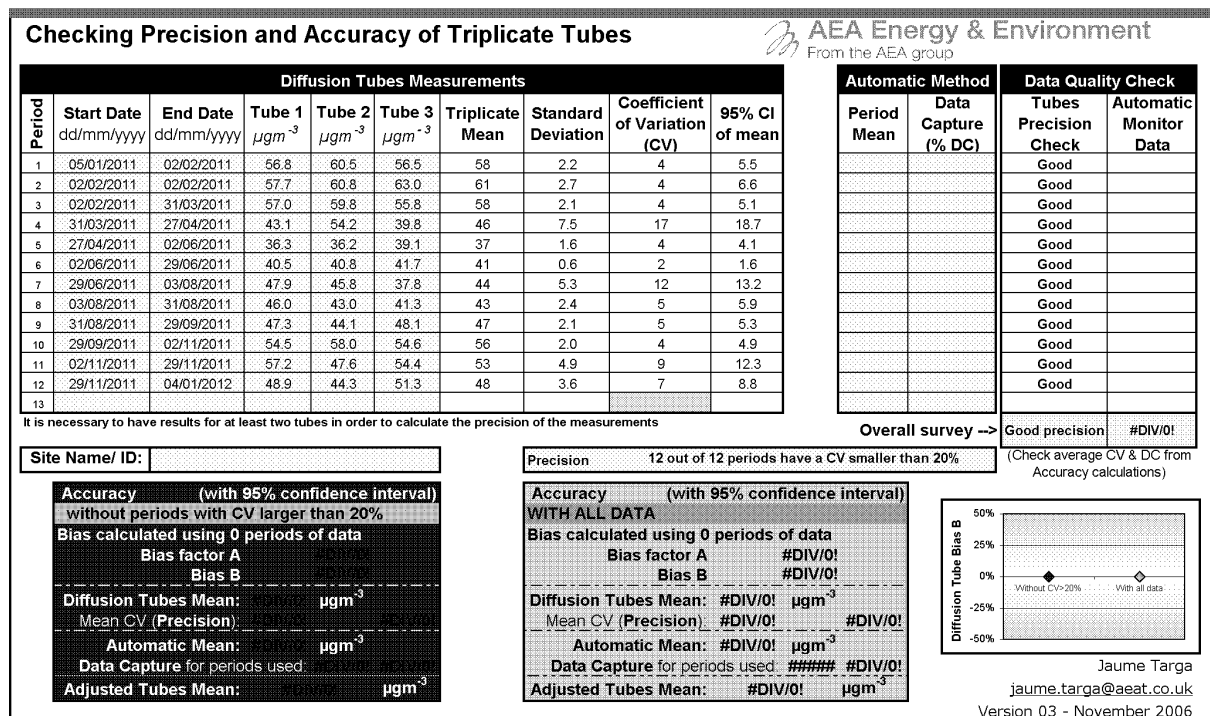 Checking Precision and Accuracy of Triplicate Tubes
AEA Energy & Environment
From the AEA group
Diffusion Tubes Measurements
Automatic Method
Data Quality Check
Period
Start Date dd/mm/yyyy
End Date dd/mm/yyyy
Tube 1 µgm-3
Tube 2 µgm-3
Tube 3 µgm-3
Triplicate Mean
Standard Deviation
Coefficient of Variation (CV)
95% CI of mean
Period Mean
Data Capture (% DC)
Tubes Precision Check
Automatic Monitor Data
1 05/01/2011 02/02/2011 56.8 60.5 56.5 58 2.2 4 5.5 Good
2 02/02/2011 02/02/2011 57.7 60.8 63.0 61 2.7 4 6.6 Good
3 02/02/2011 31/03/2011 57.0 59.8 55.8 58 2.1 4 5.1 Good
4 31/03/2011 27/04/2011 43.1 54.2 39.8 46 7.5 17 18.7 Good
5 27/04/2011 02/06/2011 36.3 36.2 39.1 37 1.6 4 4.1 Good
6 02/06/2011 29/06/2011 40.5 40.8 41.7 41 0.6 2 1.6 Good
7 29/06/2011 03/08/2011 47.9 45.8 37.8 44 5.3 12 13.2 Good
8 03/08/2011 31/08/2011 46.0 43.0 41.3 43 2.4 5 5.9 Good
9 31/08/2011 29/09/2011 47.3 44.1 48.1 47 2.1 5 5.3 Good
10 29/09/2011 02/11/2011 54.5 58.0 54.6 56 2.0 4 4.9 Good
11 02/11/2011 29/11/2011 57.2 47.6 54.4 53 4.9 9 12.3 Good
12 29/11/2011 04/01/2012 48.9 44.3 51.3 48 3.6 7 8.8 Good
13
It is necessary to have results for at least two tubes in order to calculate the precision of the measurements
Overall survey --> Good precision #DIV/0!
Site Name/ ID:
Precision 12 out of 12 periods have a CV smaller than 20%
(Check average CV & DC from Accuracy calculations)
Accuracy (with 95% confidence interval)
without periods with CV larger than 20%
Bias calculated using 0 periods of data
Bias factor A #DIV/0!
Bias B #DIV/0!
Diffusion Tubes Mean: #DIV/0! µgm-3
Mean CV (Precision): #DIV/0! #DIV/0!
Automatic Mean: #DIV/0! µgm-3
Data Capture for periods used: #DIV/0! #DIV/0!
Adjusted Tubes Mean: #DIV/0! µgm-3
Accuracy (with 95% confidence interval)
WITH ALL DATA
Bias calculated using 0 periods of data
Bias factor A #DIV/0!
Bias B #DIV/0!
Diffusion Tubes Mean: #DIV/0! µgm-3
Mean CV (Precision): #DIV/0! #DIV/0!
Automatic Mean: #DIV/0! µgm-3
Data Capture for periods used: ##### #DIV/0!
Adjusted Tubes Mean: #DIV/0! µgm-3
Diffusion Tube Bias B
50%
25%
0%
-25%
-50%
Without CV>20%
With all data
Jaume Targa
jaume.targa@aeat.co.uk
Version 03 - November 2006